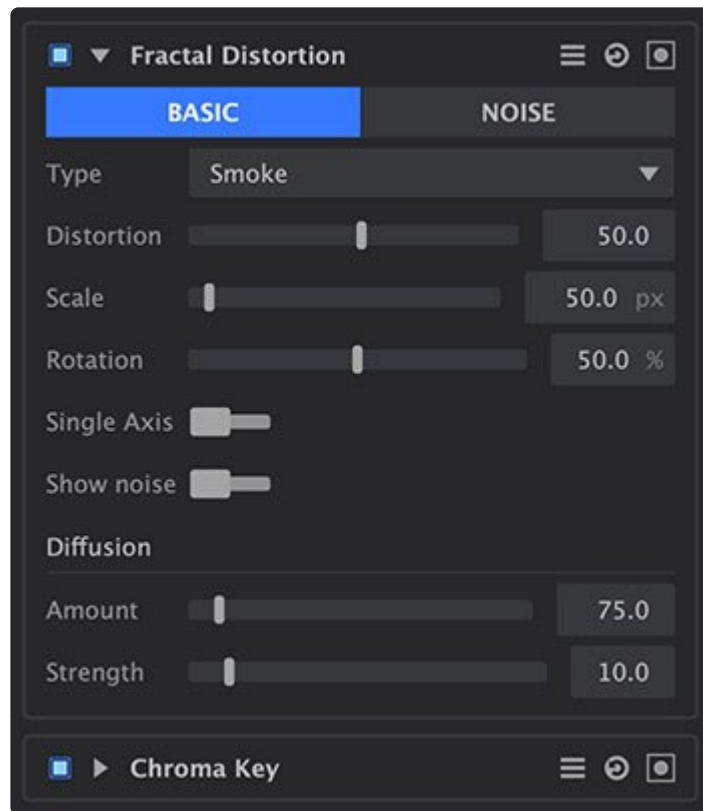 Fractal Distortion
BASIC NOISE
Type Smoke
Distortion 50.0
Scale 50.0 px
Rotation 50.0 %
Single Axis
Show noise
Diffusion
Amount 75.0
Strength 10.0
Chroma Key